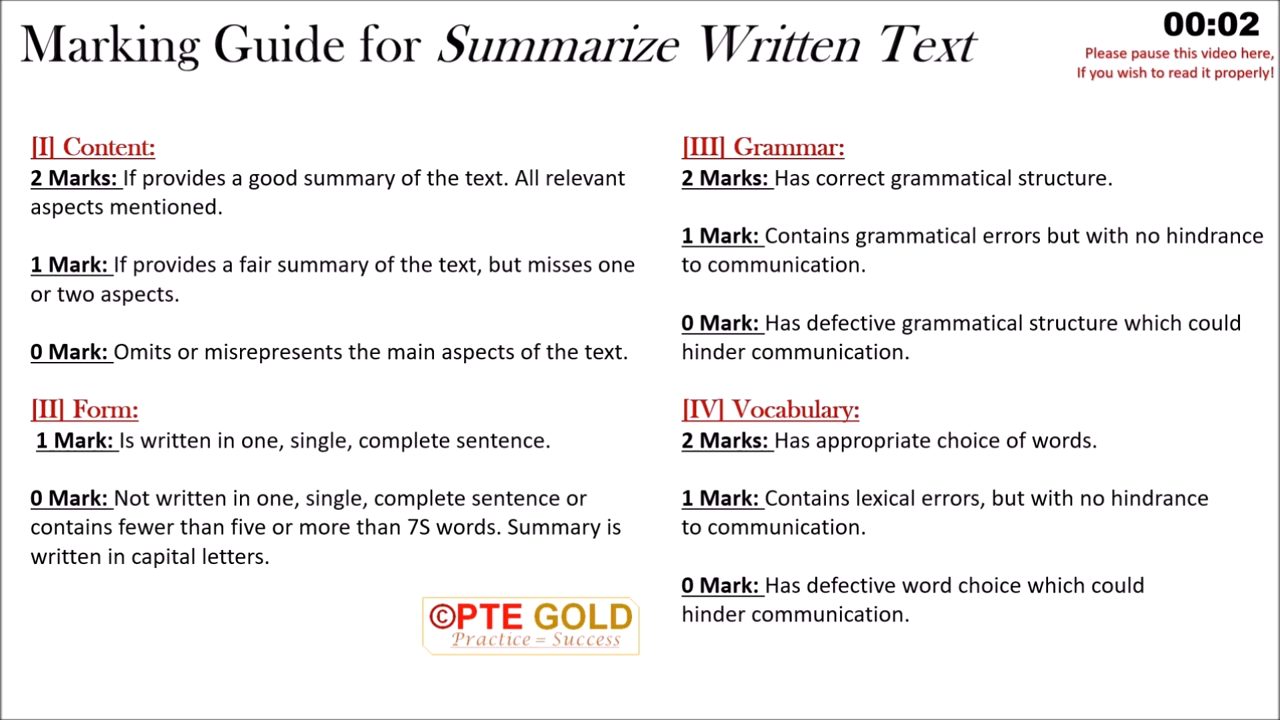 Marking Guide for Summarize Written Text
00:02
Please pause this video here,
If you wish to read it properly!
[I] Content:
2 Marks: If provides a good summary of the text. All relevant
aspects mentioned.
1 Mark: If provides a fair summary of the text, but misses one
or two aspects.
0 Mark: Omits or misrepresents the main aspects of the text.
[II] Form:
1 Mark: Is written in one, single, complete sentence.
0 Mark: Not written in one, single, complete sentence or
contains fewer than five or more than 7S words. Summary is
written in capital letters.
[III] Grammar:
2 Marks: Has correct grammatical structure.
1 Mark: Contains grammatical errors but with no hindrance
to communication.
0 Mark: Has defective grammatical structure which could
hinder communication.
[IV] Vocabulary:
2 Marks: Has appropriate choice of words.
1 Mark: Contains lexical errors, but with no hindrance
to communication.
0 Mark: Has defective word choice which could
hinder communication.
©PTE GOLD
Practice = Success